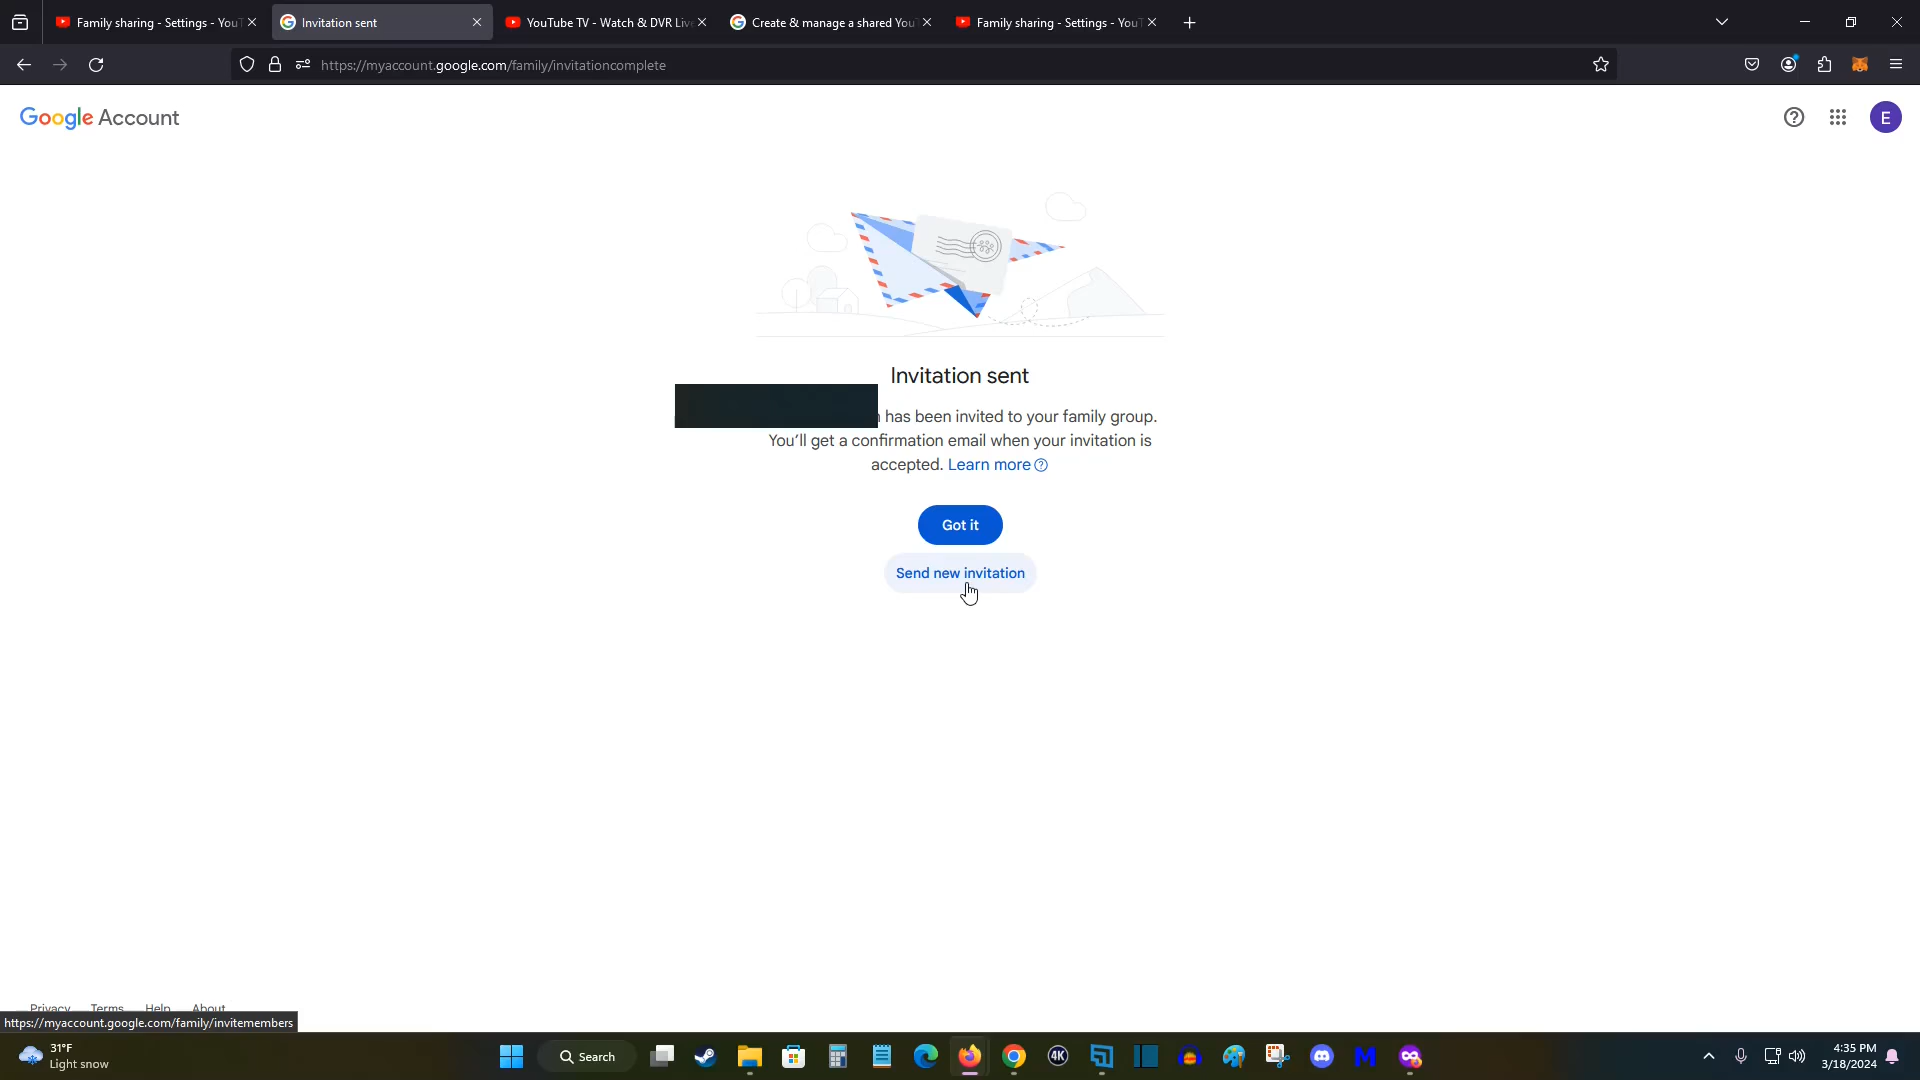 Family sharing - Settings - YouT
Invitation sent
YouTube TV - Watch & DVR Live
Create & manage a shared You
Family sharing - Settings - YouT
https://myaccount.google.com/family/invitationcomplete
Google Account
E
Invitation sent
has been invited to your family group.
You'll get a confirmation email when your invitation is
accepted. Learn more
Got it
Send new invitation
Privacy Terms Help About
https://myaccount.google.com/family/invitemembers
31°F
Light snow
Search
4K
4:35 PM
3/18/2024